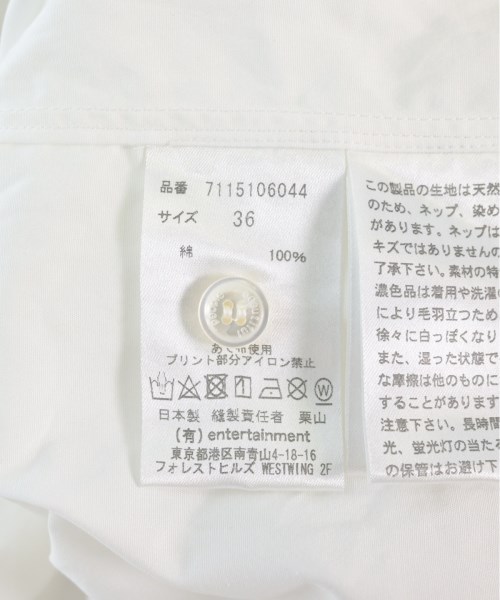 品番 7115106044
サイズ 36
綿 100%
あて布使用
プリント部分アイロン禁止
日本製 縫製責任者 栗山
(有) entertainment
東京都港区南青山4-18-16
フォレストヒルズ WESTWING 2F
この製品の生地は天然
のため、ネップ、染め
があります。ネップは
キズではありませんの
了承下さい。素材の特
濃色品は着用や洗濯
により毛羽立つため
徐々に白っぽくなり
また、湿った状態で
な摩擦は他のものに
することがあります
注意下さい。長時間
光、蛍光灯の当た
の保管はお避け下